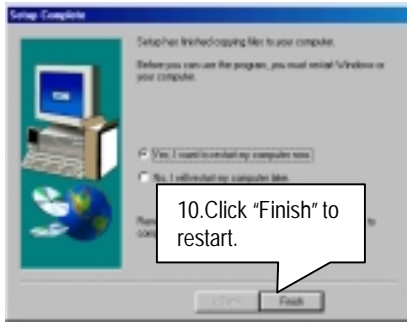 Setup Complete
Setup has finished copying files to your computer.
Before you can use the program, you must restart Windows or
your computer.
Yes, I want to restart my computer now.
No, I will restart my computer later.
10.Click “Finish” to
restart.
< Back
Finish